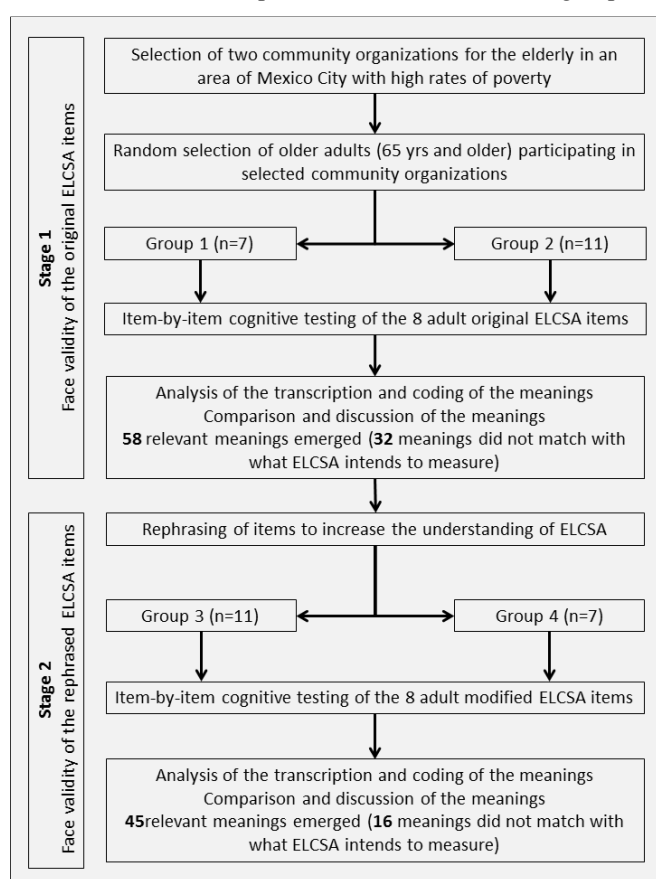 Selection of two community organizations for the elderly in an
area of Mexico City with high rates of poverty
Random selection of older adults (65 yrs and older) participating in
selected community organizations
Group 1 (n=7)
Group 2 (n=11)
Item-by-item cognitive testing of the 8 adult original ELCSA items
Analysis of the transcription and coding of the meanings
Comparison and discussion of the meanings
58 relevant meanings emerged (32 meanings did not match with
what ELCSA intends to measure)
Stage 1
Face validity of the original ELCSA items
Rephrasing of items to increase the understanding of ELCSA
Group 3 (n=11)
Group 4 (n=7)
Item-by-item cognitive testing of the 8 adult modified ELCSA items
Analysis of the transcription and coding of the meanings
Comparison and discussion of the meanings
45relevant meanings emerged (16 meanings did not match with
what ELCSA intends to measure)
Stage 2
Face validity of the rephrased ELCSA items